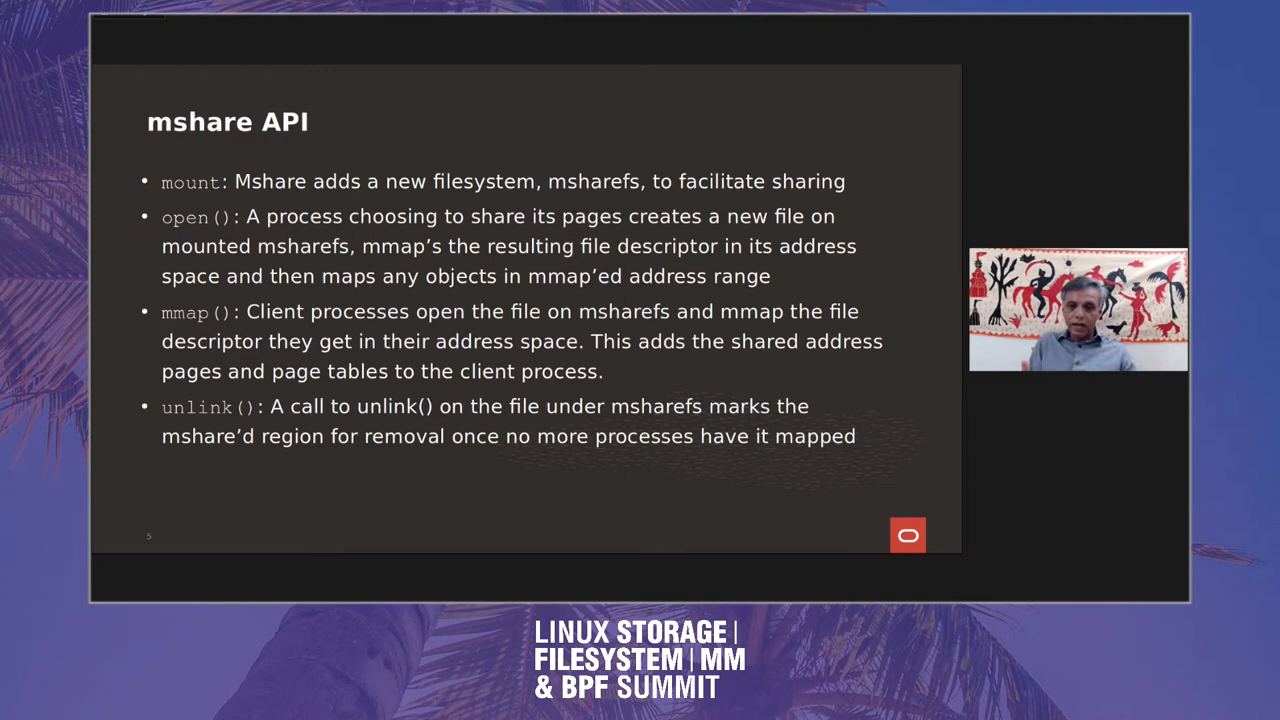 mshare API
• mount: Mshare adds a new filesystem, msharefs, to facilitate sharing
• open(): A process choosing to share its pages creates a new file on
mounted msharefs, mmap’s the resulting file descriptor in its address
space and then maps any objects in mmap’ed address range
• mmap(): Client processes open the file on msharefs and mmap the file
descriptor they get in their address space. This adds the shared address
pages and page tables to the client process.
• unlink(): A call to unlink() on the file under msharefs marks the
mshare’d region for removal once no more processes have it mapped
5
LINUX STORAGE |
FILESYSTEM | MM
& BPF SUMMIT